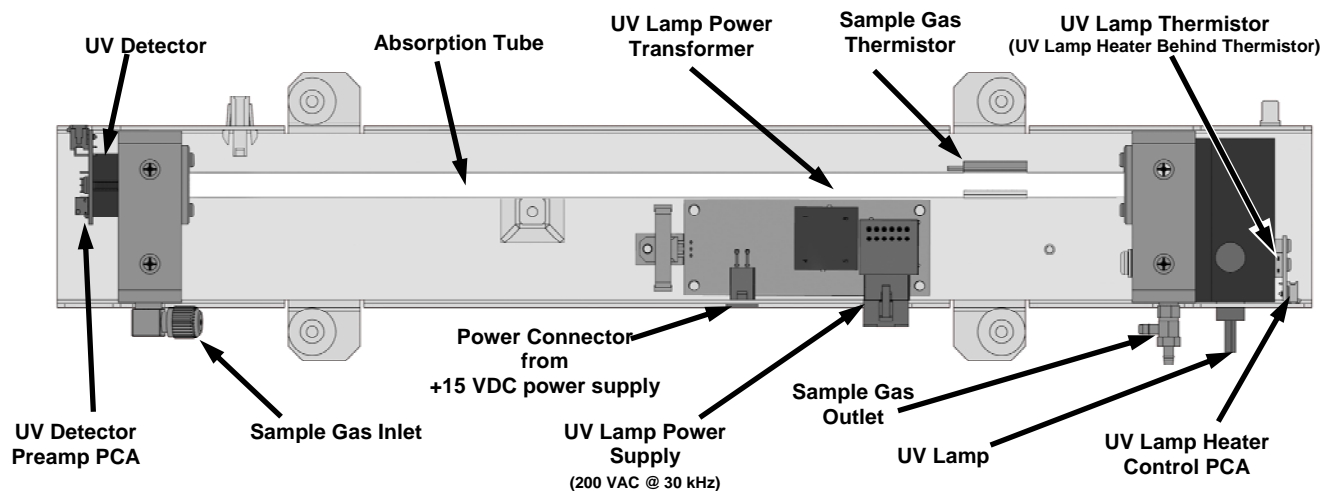 UV Detector
Absorption Tube
UV Lamp Power
Transformer
Sample Gas
Thermistor
UV Lamp Thermistor
(UV Lamp Heater Behind Thermistor)
Power Connector
from
+15 VDC power supply
UV Detector
Preamp PCA
Sample Gas Inlet
UV Lamp Power
Supply
(200 VAC @ 30 kHz)
Sample Gas
Outlet
UV Lamp
UV Lamp Heater
Control PCA